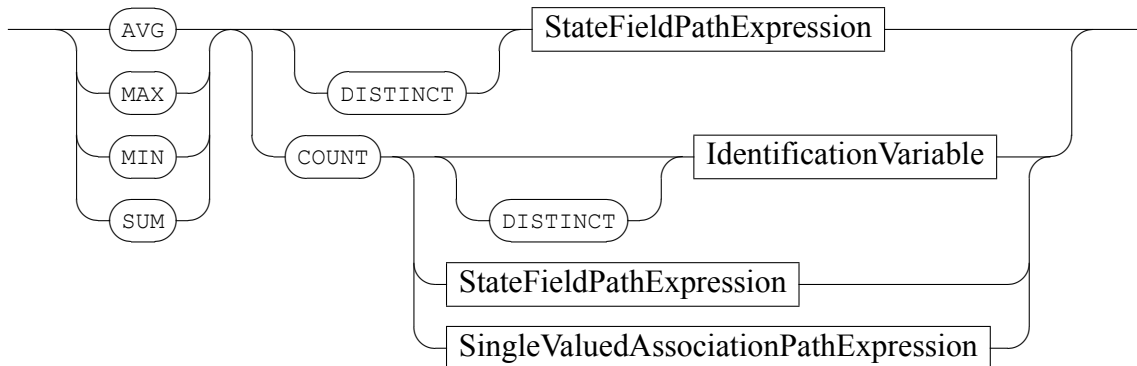 AVG StateFieldPathExpression
MAX DISTINCT
MIN COUNT IdentificationVariable
SUM DISTINCT
StateFieldPathExpression
SingleValuedAssociationPathExpression